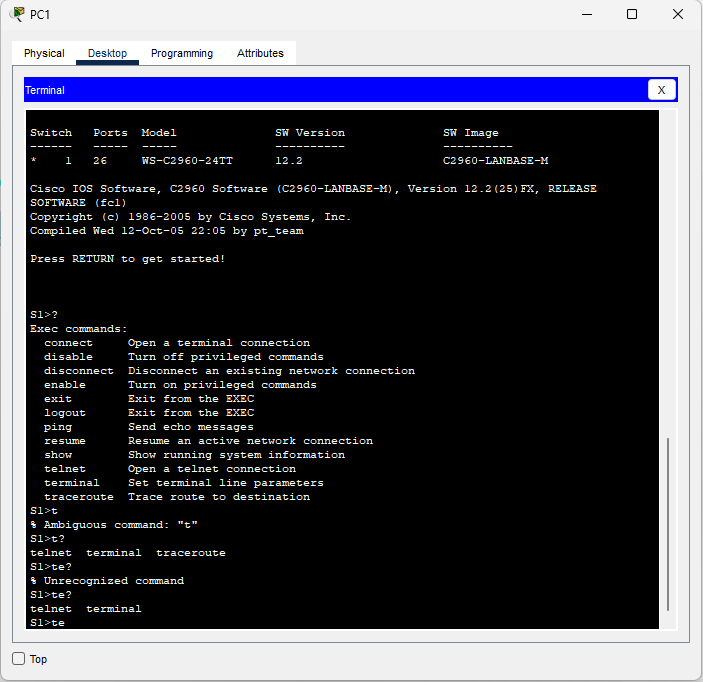 PC1
Physical Desktop Programming Attributes
Terminal X
Switch Ports Model SW Version SW Image
------ ----- ----- ---------- ----------
* 1 26 WS-C2960-24TT 12.2 C2960-LANBASE-M
Cisco IOS Software, C2960 Software (C2960-LANBASE-M), Version 12.2(25)FX, RELEASE
SOFTWARE (fc1)
Copyright (c) 1986-2005 by Cisco Systems, Inc.
Compiled Wed 12-Oct-05 22:05 by pt_team
Press RETURN to get started!
S1>?
Exec commands:
connect Open a terminal connection
disable Turn off privileged commands
disconnect Disconnect an existing network connection
enable Turn on privileged commands
exit Exit from the EXEC
logout Exit from the EXEC
ping Send echo messages
resume Resume an active network connection
show Show running system information
telnet Open a telnet connection
terminal Set terminal line parameters
traceroute Trace route to destination
S1>t
% Ambiguous command: "t"
S1>t?
telnet terminal traceroute
S1>te?
% Unrecognized command
S1>te?
telnet terminal
S1>te
Top